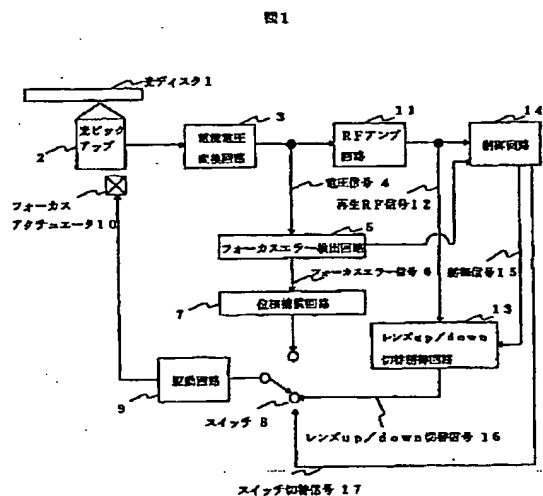 図1
光ディスク1
3
11
14
光ピック
アップ
2
電流電圧
変換回路
RFアンプ
回路
制御回路
電圧信号 4
再生RF信号12
フォーカス
アクチュエータ10
5
フォーカスエラー検出回路
フォーカスエラー信号 6
制御信号15
7
位相補償回路
13
レンズup/down
切替制御回路
駆動回路
9
スイッチ 8
レンズup/down切替信号 16
スイッチ切替信号 17